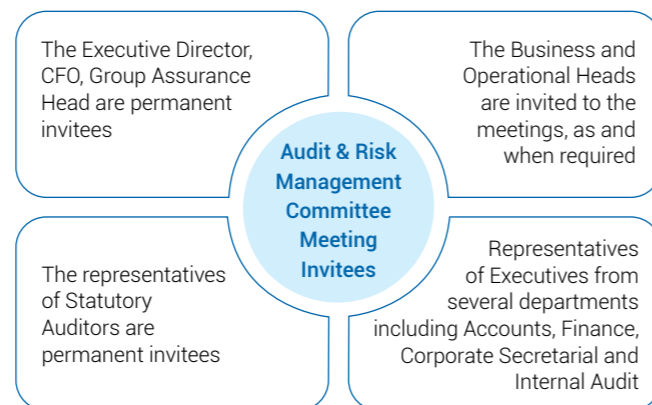 The Executive Director,
CFO, Group Assurance
Head are permanent
invitees
The Business and
Operational Heads
are invited to the
meetings, as and
when required
Audit & Risk
Management
Committee
Meeting
Invitees
The representatives
of Statutory
Auditors are
permanent invitees
Representatives
of Executives from
several departments
including Accounts, Finance,
Corporate Secretarial and
Internal Audit